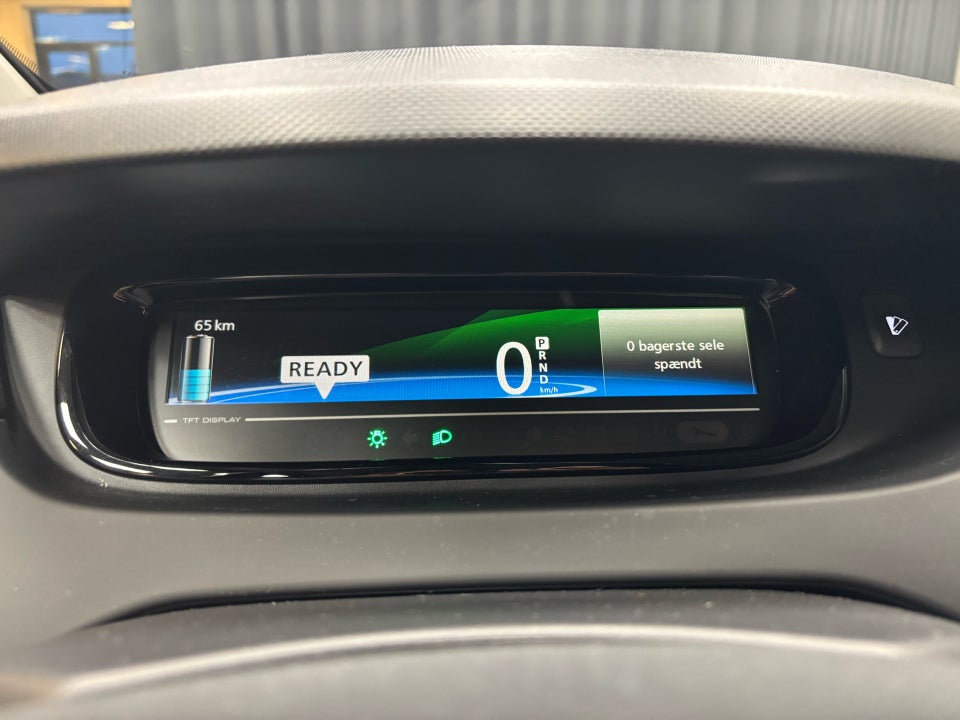 65 km
READY
0
P
R
N
D
km/h
0 bagerste sele
spændt
TFT DISPLAY